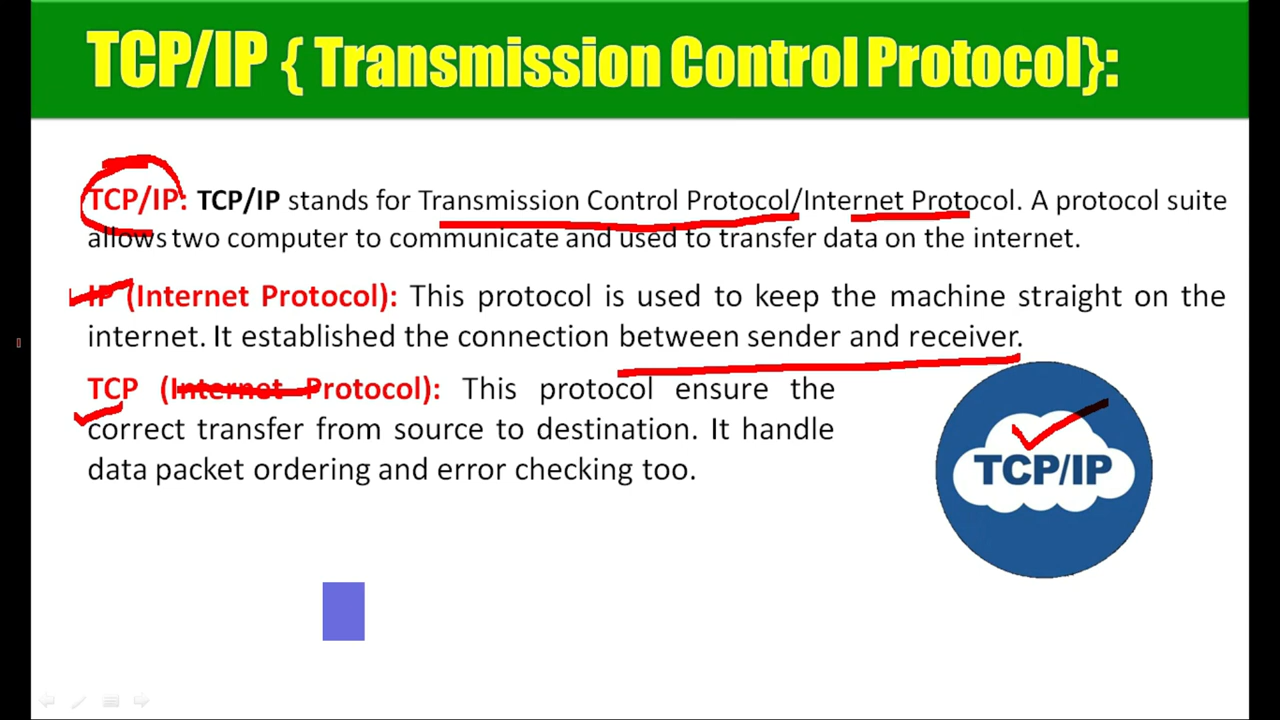 TCP/IP { Transmission Control Protocol}:
TCP/IP: TCP/IP stands for Transmission Control Protocol/Internet Protocol. A protocol suite
allows two computer to communicate and used to transfer data on the internet.
IP (Internet Protocol): This protocol is used to keep the machine straight on the
internet. It established the connection between sender and receiver.
TCP (Internet Protocol): This protocol ensure the
correct transfer from source to destination. It handle
data packet ordering and error checking too.
TCP/IP